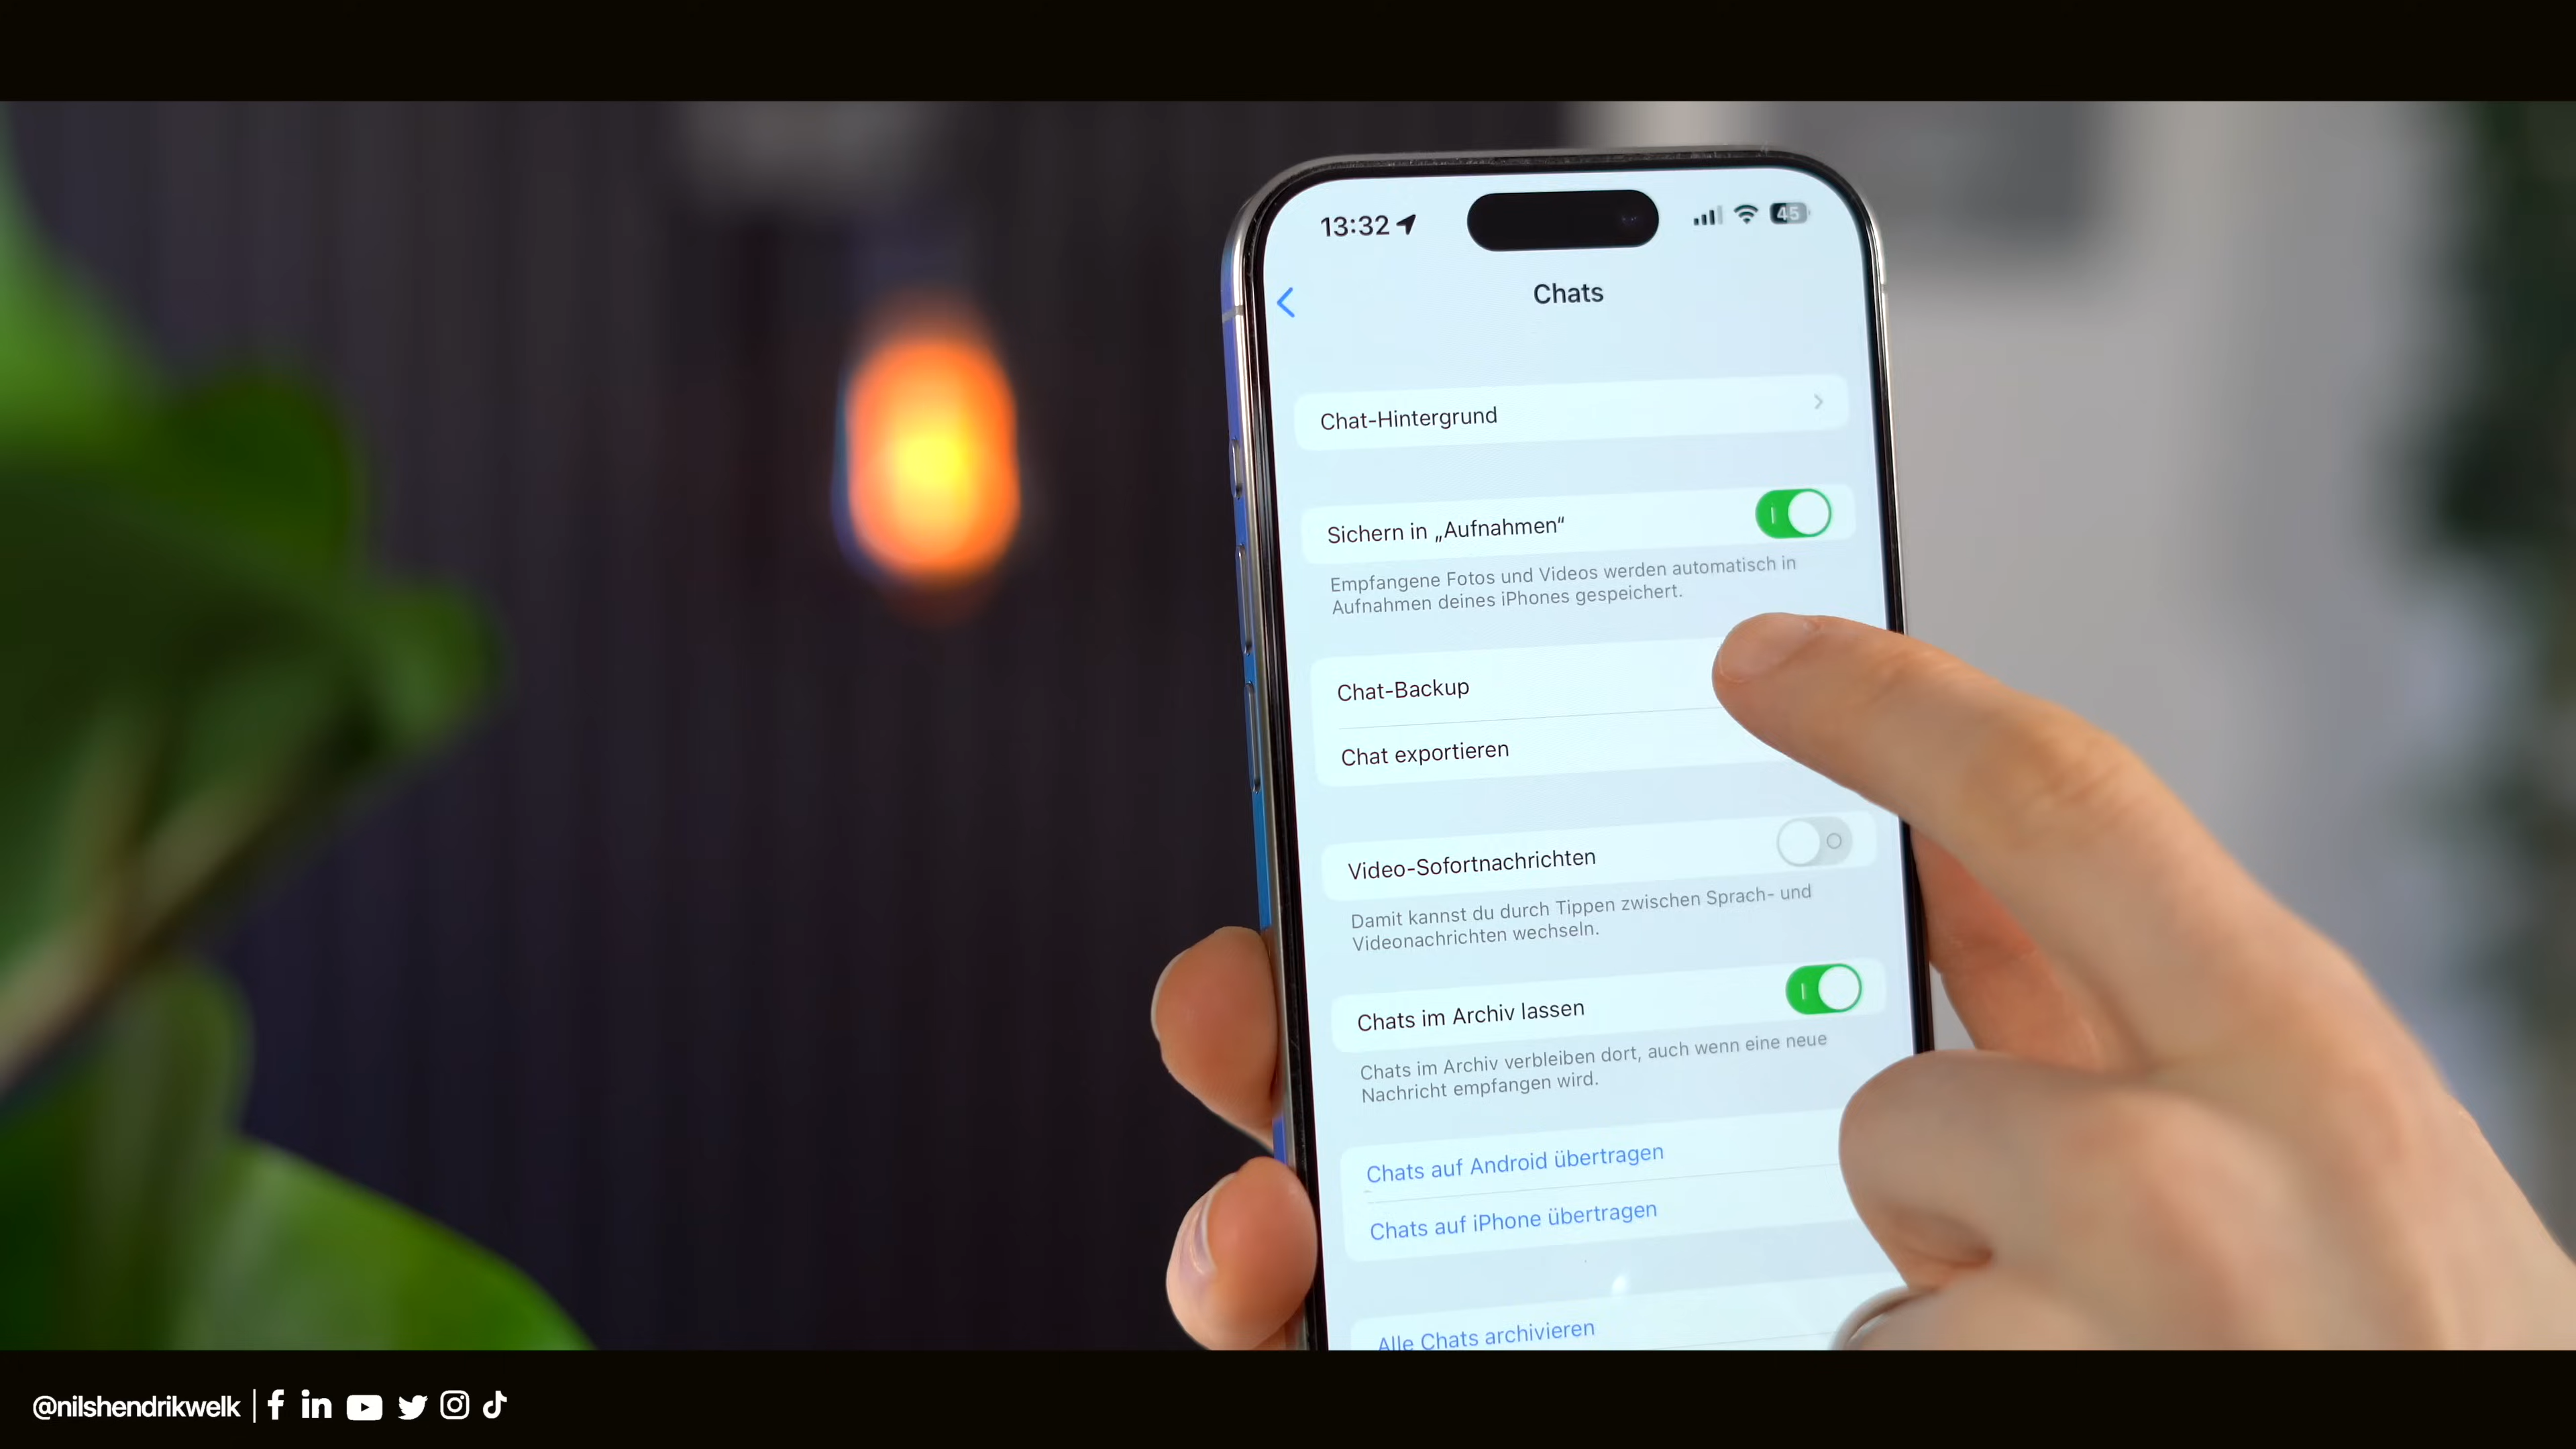 13:32
45
Chats
Chat-Hintergrund
Sichern in „Aufnahmen“
Empfangene Fotos und Videos werden automatisch in
Aufnahmen deines iPhones gespeichert.
Chat-Backup
Chat exportieren
Video-Sofortnachrichten
Damit kannst du durch Tippen zwischen Sprach- und
Videonachrichten wechseln.
Chats im Archiv lassen
Chats im Archiv verbleiben dort, auch wenn eine neue
Nachricht empfangen wird.
Chats auf Android übertragen
Chats auf iPhone übertragen
Alle Chats archivieren
@nilshendrikwelk